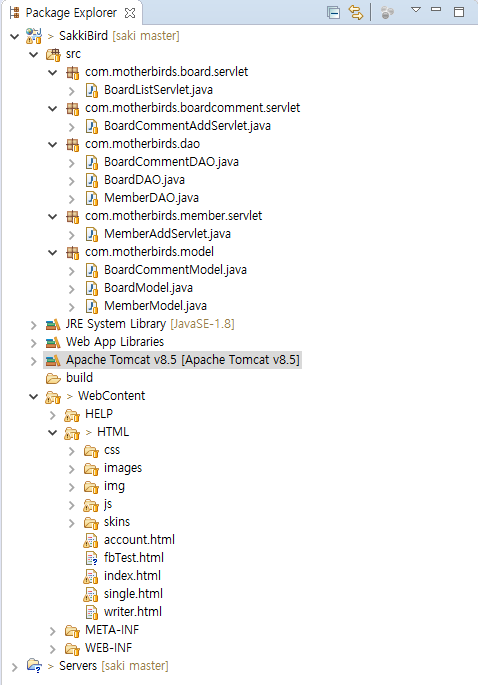 Package Explorer
> SakkiBird [saki master]
> src
com.motherbirds.board.servlet
BoardListServlet.java
com.motherbirds.boardcomment.servlet
BoardCommentAddServlet.java
com.motherbirds.dao
BoardCommentDAO.java
BoardDAO.java
MemberDAO.java
com.motherbirds.member.servlet
MemberAddServlet.java
com.motherbirds.model
BoardCommentModel.java
BoardModel.java
MemberModel.java
JRE System Library [JavaSE-1.8]
Web App Libraries
Apache Tomcat v8.5 [Apache Tomcat v8.5]
build
> WebContent
HELP
> HTML
css
images
img
js
skins
account.html
fbTest.html
index.html
single.html
writer.html
META-INF
WEB-INF
> Servers [saki master]